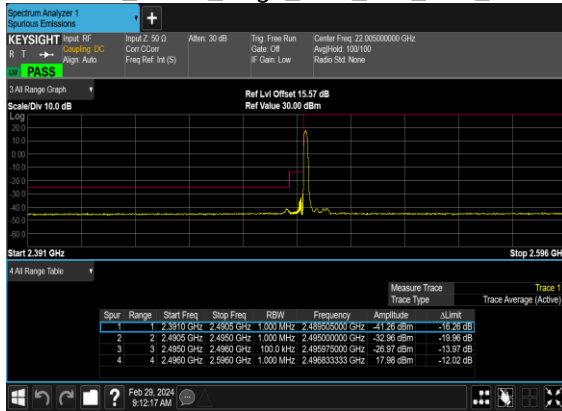 Spectrum Analyzer 1
Spurious Emissions
+
KEYSIGHT Input: RF Input Z: 50 Ω Atten: 30 dB Trig: Free Run Center Freq: 22.005000000 GHz
R T Coupling: DC Corr CCorr Gate: Off Avg|Hold: 100/100
Align: Auto Freq Ref: Int (S) IF Gain: Low Radio Std: None
PASS
3 All Range Graph
Ref Lvl Offset 15.57 dB
Scale/Div 10.0 dB Ref Value 30.00 dBm
Log
20.0
10.0
0.00
-10.0
-20.0
-30.0
-40.0
-50.0
-60.0
Start 2.391 GHz Stop 2.596 GH
4 All Range Table
Measure Trace Trace 1
Trace Type Trace Average (Active)
Spur Range Start Freq Stop Freq RBW Frequency Amplitude ΔLimit
1 1 2.3910 GHz 2.4905 GHz 1.000 MHz 2.489505000 GHz -41.26 dBm -16.26 dB
2 2 2.4905 GHz 2.4950 GHz 1.000 MHz 2.495000000 GHz -32.96 dBm -19.96 dB
3 3 2.4950 GHz 2.4960 GHz 100.0 kHz 2.495975000 GHz -26.97 dBm -13.97 dB
4 4 2.4960 GHz 2.5960 GHz 1.000 MHz 2.496833333 GHz 17.98 dBm -12.02 dB
? Feb 29, 2024
9:12:17 AM